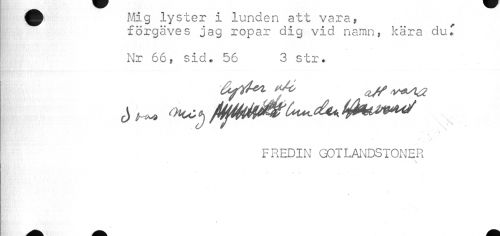 Mig lyster i lunden att vara,
förgäves jag ropar dig vid namn, kära du!
Nr 66, sid. 56 3 str.
lyster uti att vara
mig lunden
FREDIN GOTLANDSTONER